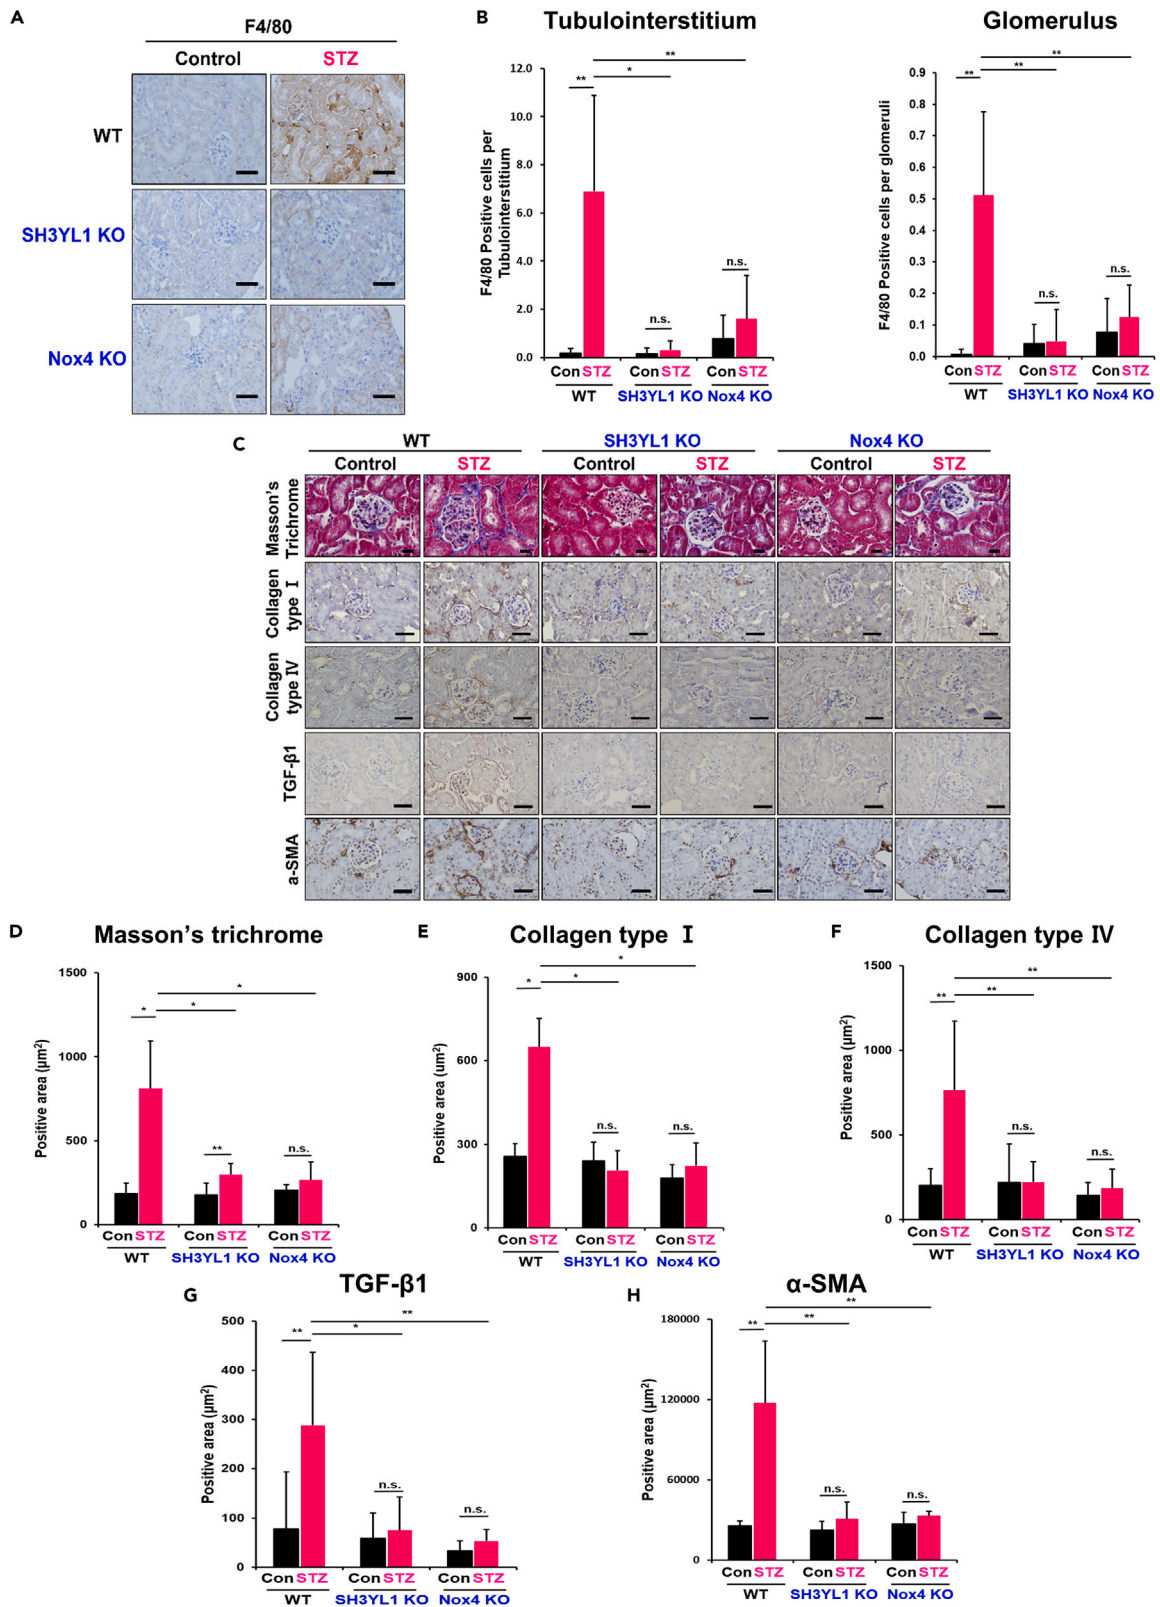 A
F4/80
Control STZ
WT
SH3YL1 KO
Nox4 KO
B
Tubulointerstitium
F4/80 Positive cells per
Tubulointerstitium
12.0
10.0
8.0
6.0
4.0
2.0
0.0
**
*
**
n.s.
n.s.
Con STZ Con STZ Con STZ
WT SH3YL1 KO Nox4 KO
Glomerulus
F4/80 Positive cells per glomeruli
0.9
0.8
0.7
0.6
0.5
0.4
0.3
0.2
0.1
0.0
**
**
**
n.s.
n.s.
Con STZ Con STZ Con STZ
WT SH3YL1 KO Nox4 KO
C
WT SH3YL1 KO Nox4 KO
Control STZ Control STZ Control STZ
Masson's
Trichrome
Collagen
type I
Collagen
type IV
TGF-β1
a-SMA
D
Masson's trichrome
Positive area (μm²)
1500
1000
500
0
*
*
*
**
n.s.
Con STZ Con STZ Con STZ
WT SH3YL1 KO Nox4 KO
E
Collagen type I
Positive area (μm²)
900
600
300
0
*
*
*
n.s.
n.s.
Con STZ Con STZ Con STZ
WT SH3YL1 KO Nox4 KO
F
Collagen type IV
Positive area (μm²)
1500
1000
500
0
**
**
**
n.s.
n.s.
Con STZ Con STZ Con STZ
WT SH3YL1 KO Nox4 KO
G
TGF-β1
Positive area (μm²)
500
400
300
200
100
0
**
*
**
n.s.
n.s.
Con STZ Con STZ Con STZ
WT SH3YL1 KO Nox4 KO
H
α-SMA
Positive area (μm²)
180000
120000
60000
0
**
**
**
n.s.
n.s.
Con STZ Con STZ Con STZ
WT SH3YL1 KO Nox4 KO